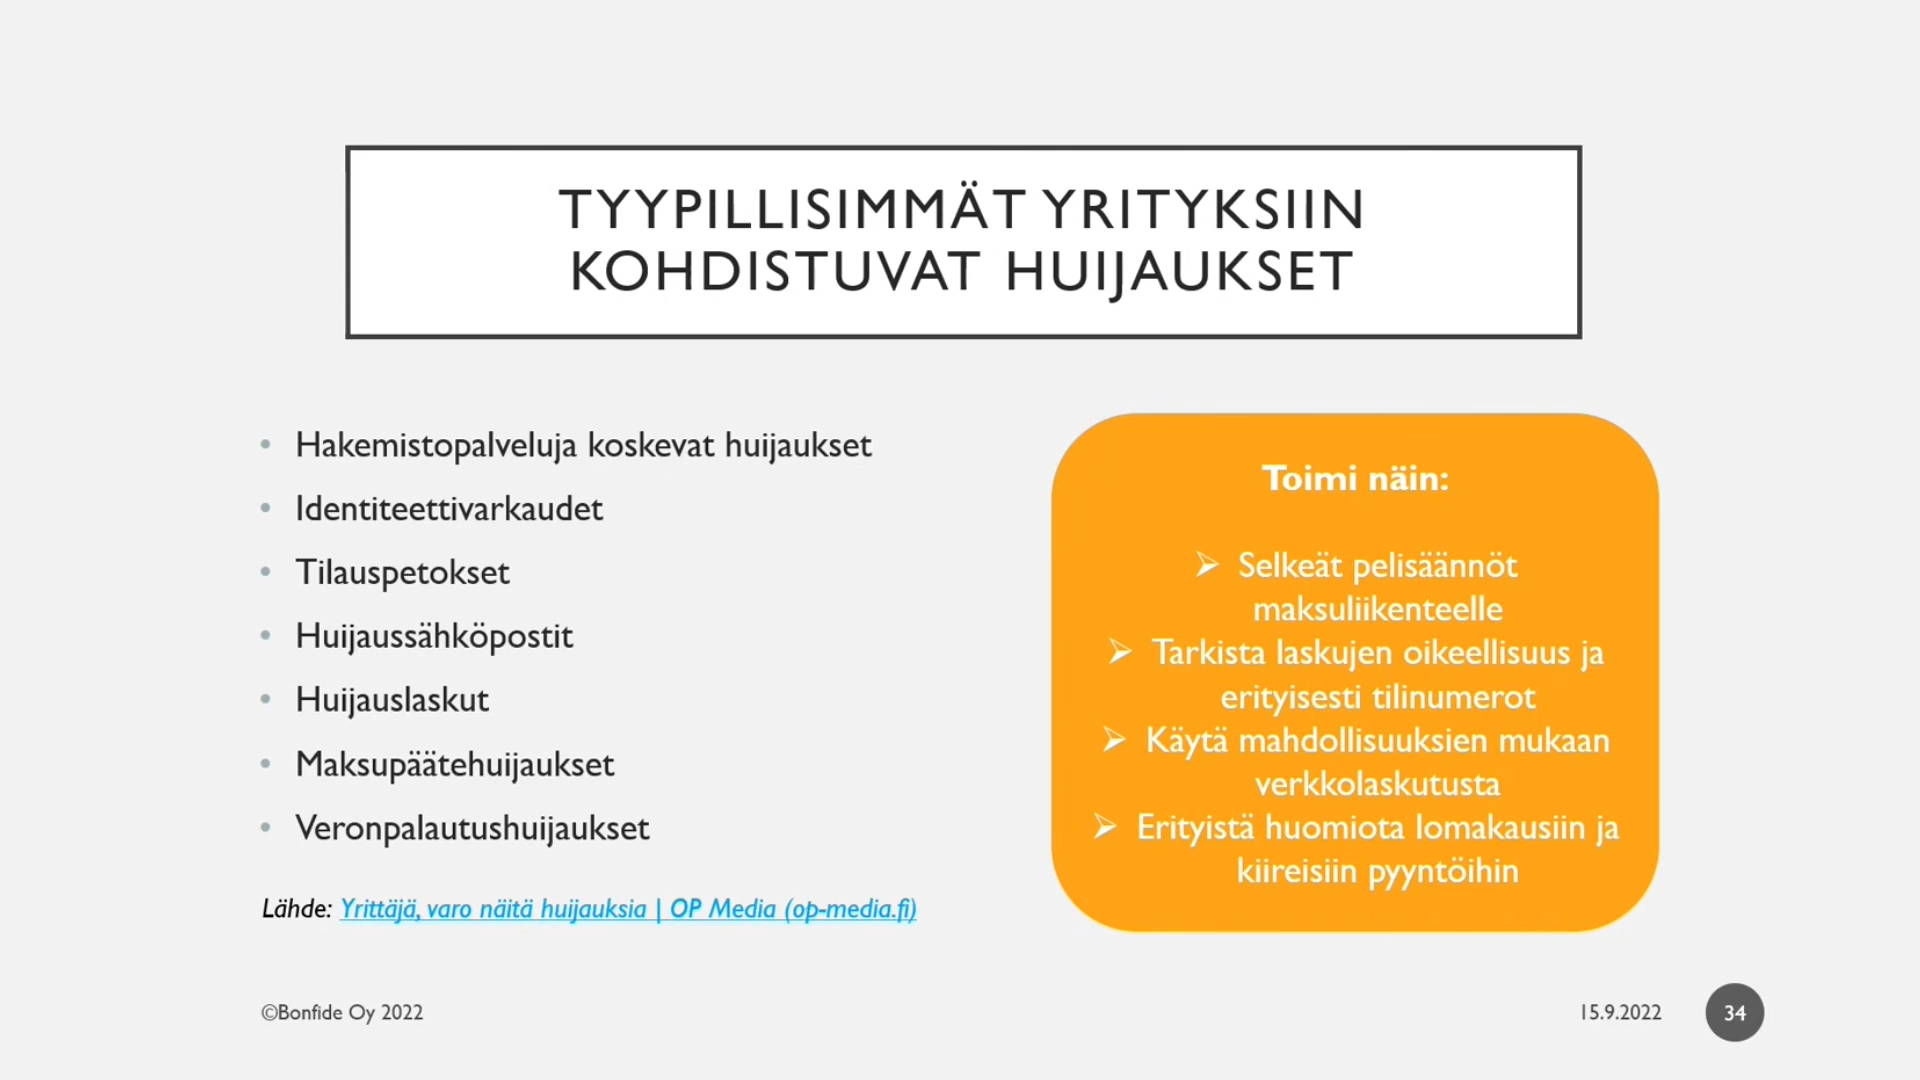 TYYPILLISIMMÄT YRITYKSIIN
KOHDISTUVAT HUIJAUKSET
• Hakemistopalveluja koskevat huijaukset
• Identiteettivarkaudet
• Tilauspetokset
• Huijaussähköpostit
• Huijauslaskut
• Maksupäätehuijaukset
• Veronpalautushuijaukset
Lähde: Yrittäjä, varo näitä huijauksia | OP Media (op-media.fi)
Toimi näin:
➢ Selkeät pelisäännöt
maksuliikenteelle
➢ Tarkista laskujen oikeellisuus ja
erityisesti tilinumerot
➢ Käytä mahdollisuuksien mukaan
verkkolaskutusta
➢ Erityistä huomiota lomakausiin ja
kiireisiin pyyntöihin
©Bonfide Oy 2022
15.9.2022
34